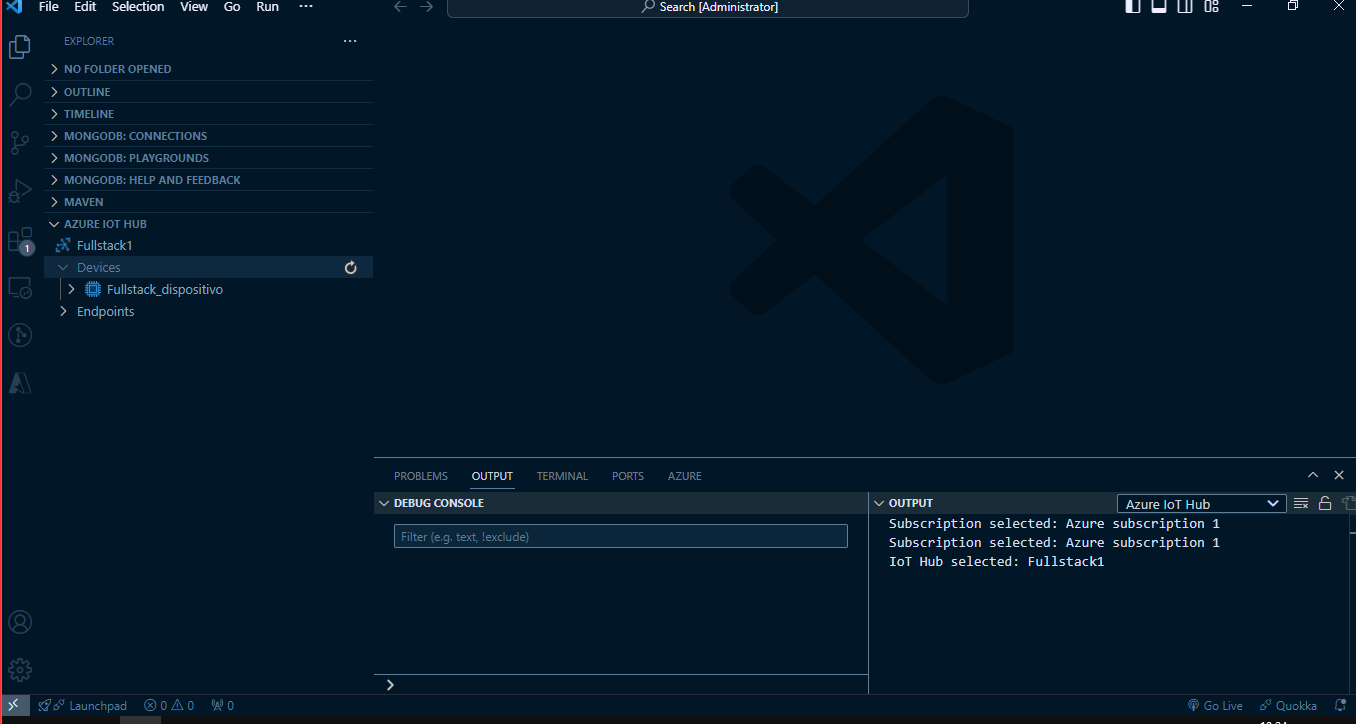 File Edit Selection View Go Run ···
Search [Administrator]
EXPLORER
NO FOLDER OPENED
OUTLINE
TIMELINE
MONGODB: CONNECTIONS
MONGODB: PLAYGROUNDS
MONGODB: HELP AND FEEDBACK
MAVEN
AZURE IOT HUB
1
Fullstack1
Devices
Fullstack_dispositivo
Endpoints
PROBLEMS OUTPUT TERMINAL PORTS AZURE
DEBUG CONSOLE
Filter (e.g. text, !exclude)
OUTPUT Azure IoT Hub
Subscription selected: Azure subscription 1
Subscription selected: Azure subscription 1
IoT Hub selected: Fullstack1
Launchpad 0 0 0 Go Live Quokka